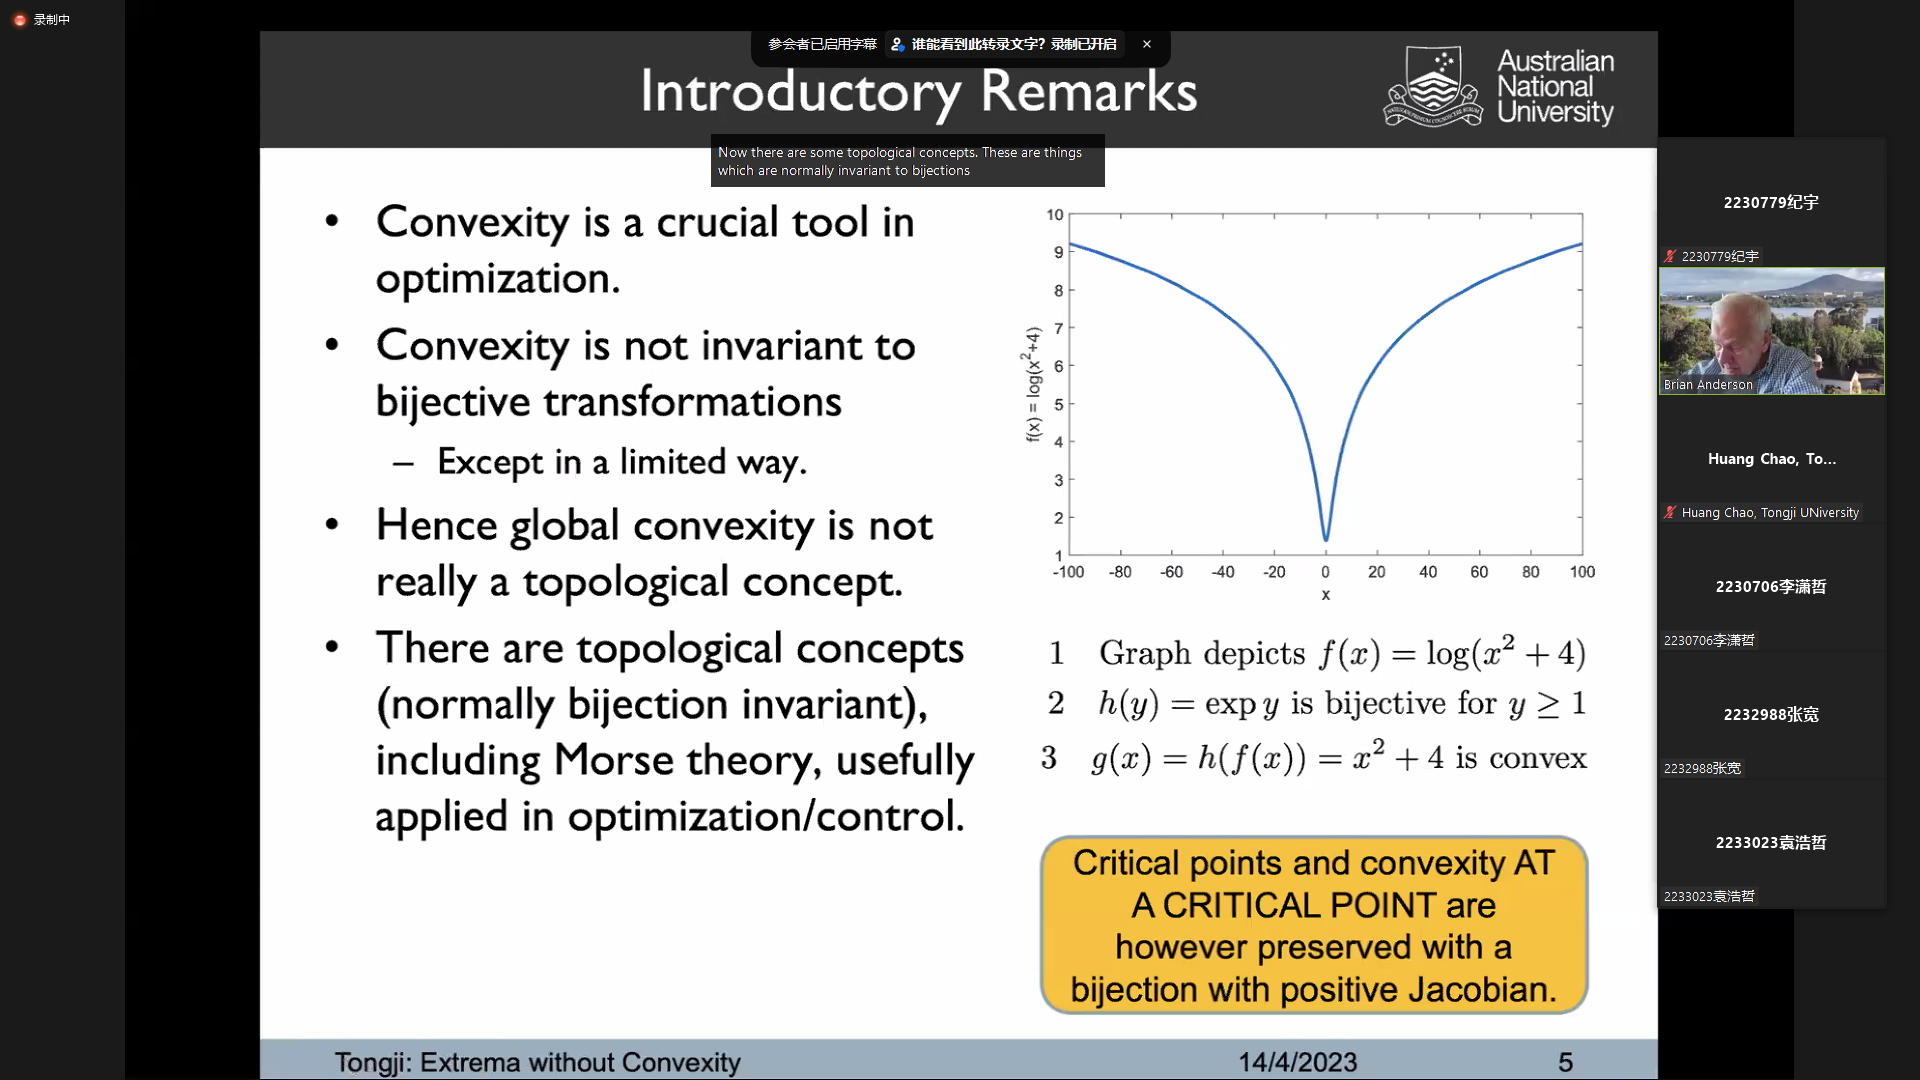 录制中
参会者已启用字幕 谁能看到此转录文字？录制已开启 ×
Introductory Remarks
Australian
National
University
Now there are some topological concepts. These are things
which are normally invariant to bijections
• Convexity is a crucial tool in
optimization.
• Convexity is not invariant to
bijective transformations
– Except in a limited way.
• Hence global convexity is not
really a topological concept.
• There are topological concepts
(normally bijection invariant),
including Morse theory, usefully
applied in optimization/control.
f(x) = log(x²+4)
10
9
8
7
6
5
4
3
2
1
-100 -80 -60 -40 -20 0 20 40 60 80 100
x
1 Graph depicts f(x) = log(x² + 4)
2 h(y) = exp y is bijective for y ≥ 1
3 g(x) = h(f(x)) = x² + 4 is convex
Critical points and convexity AT
A CRITICAL POINT are
however preserved with a
bijection with positive Jacobian.
Tongji: Extrema without Convexity 14/4/2023 5
2230779纪宇
2230779纪宇
Brian Anderson
Huang Chao, To...
Huang Chao, Tongji UNiversity
2230706李潇哲
2230706李潇哲
2232988张宽
2232988张宽
2233023袁浩哲
2233023袁浩哲